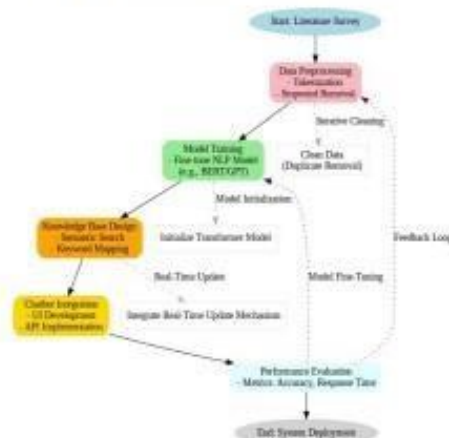 Start: Literature Survey
Data Preprocessing
- Tokenization
- Stopword Removal
Iterative Cleaning
Clean Data
(Duplicate Removal)
Model Training
- Fine-tune NLP Model
(e.g., BERT/GPT)
Model Initialization
Initialize Transformer Model
Knowledge Base Design
- Semantic Search
- Keyword Mapping
Feedback Loop
Real-Time Update
Model Fine-Tuning
Integrate Real-Time Update Mechanism
Chatbot Integration
- UI Development
- API Implementation
Performance Evaluation
- Metrics: Accuracy, Response Time
End: System Deployment